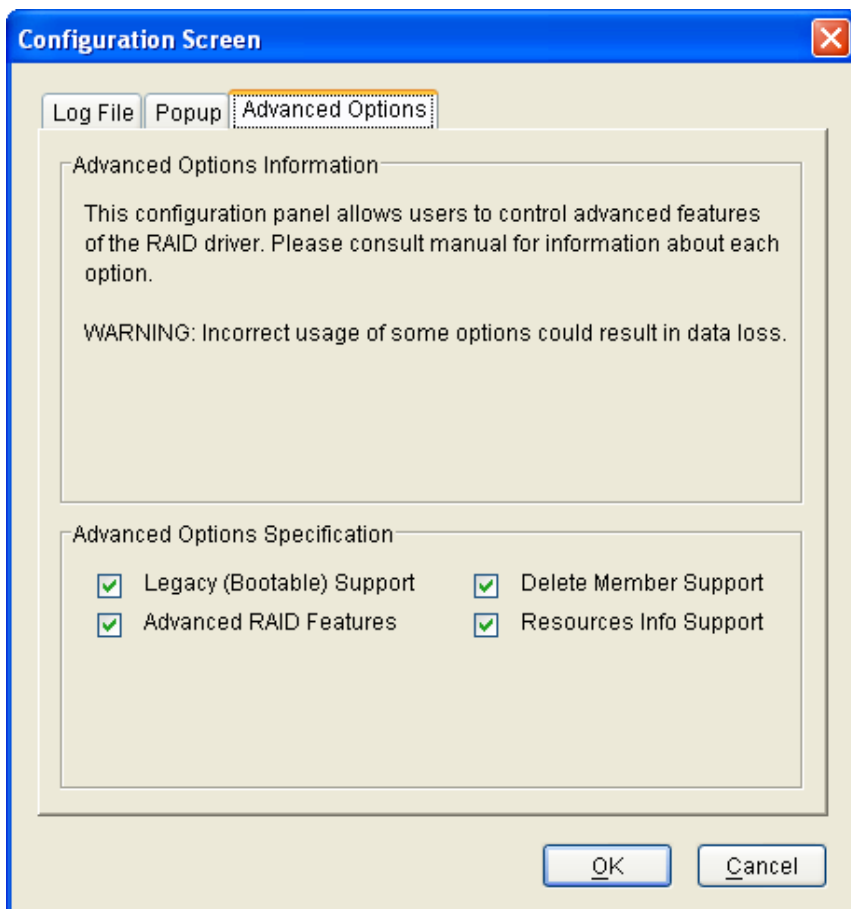 Configuration Screen
Log File Popup Advanced Options
Advanced Options Information
This configuration panel allows users to control advanced features
of the RAID driver. Please consult manual for information about each
option.
WARNING: Incorrect usage of some options could result in data loss.
Advanced Options Specification
Legacy (Bootable) Support Delete Member Support
Advanced RAID Features Resources Info Support
OK Cancel